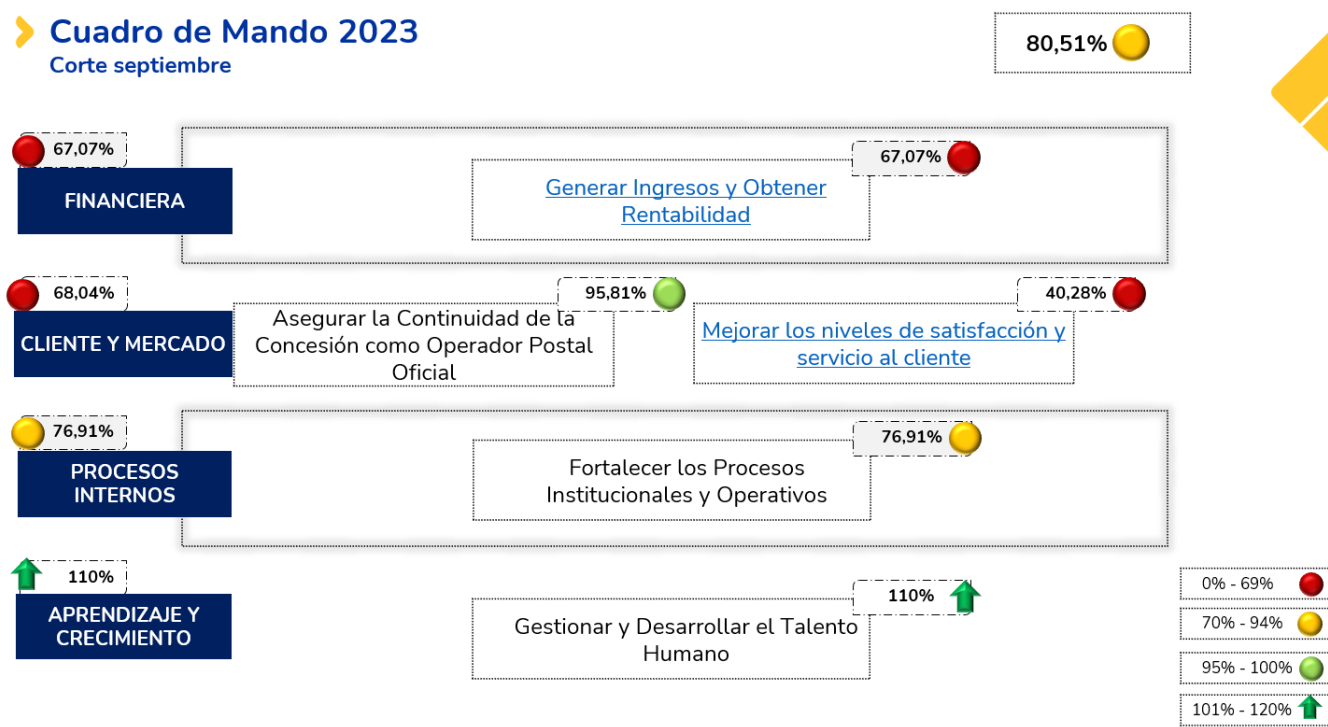 Cuadro de Mando 2023
Corte septiembre
80,51%
67,07%
FINANCIERA
67,07%
Generar Ingresos y Obtener
Rentabilidad
68,04%
CLIENTE Y MERCADO
95,81%
Asegurar la Continuidad de la
Concesión como Operador Postal
Oficial
40,28%
Mejorar los niveles de satisfacción y
servicio al cliente
76,91%
PROCESOS
INTERNOS
76,91%
Fortalecer los Procesos
Institucionales y Operativos
110%
APRENDIZAJE Y
CRECIMIENTO
110%
Gestionar y Desarrollar el Talento
Humano
0% - 69%
70% - 94%
95% - 100%
101% - 120%